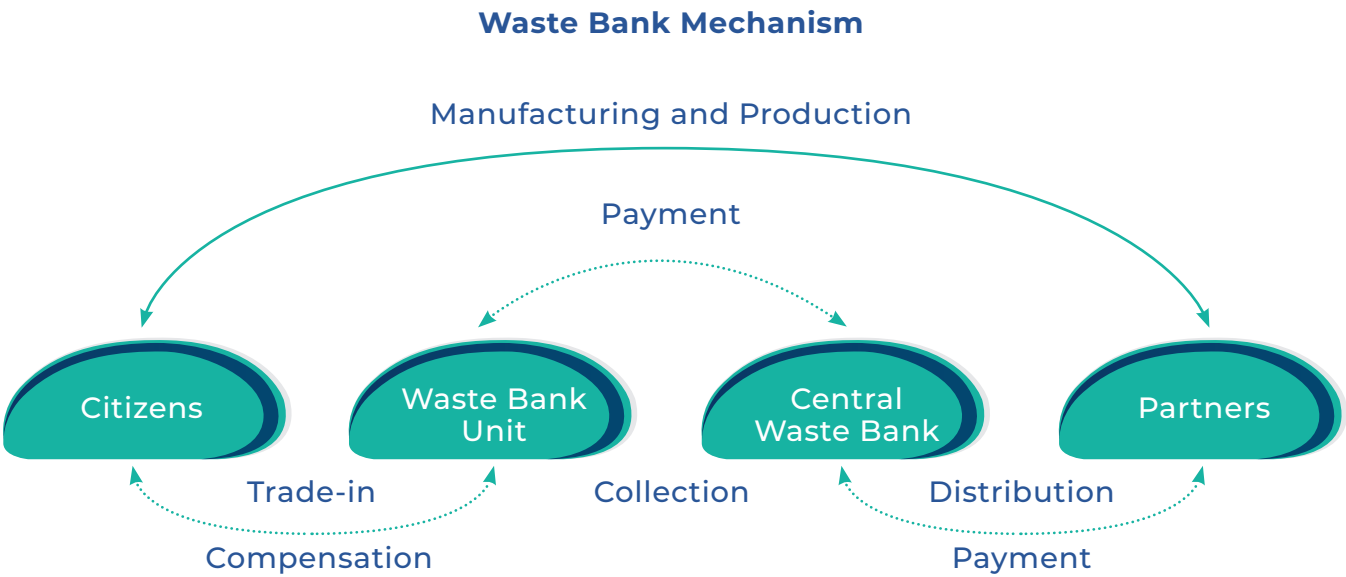 Waste Bank Mechanism
Manufacturing and Production
Payment
Citizens
Waste Bank
Unit
Central
Waste Bank
Partners
Trade-in
Collection
Distribution
Compensation
Payment